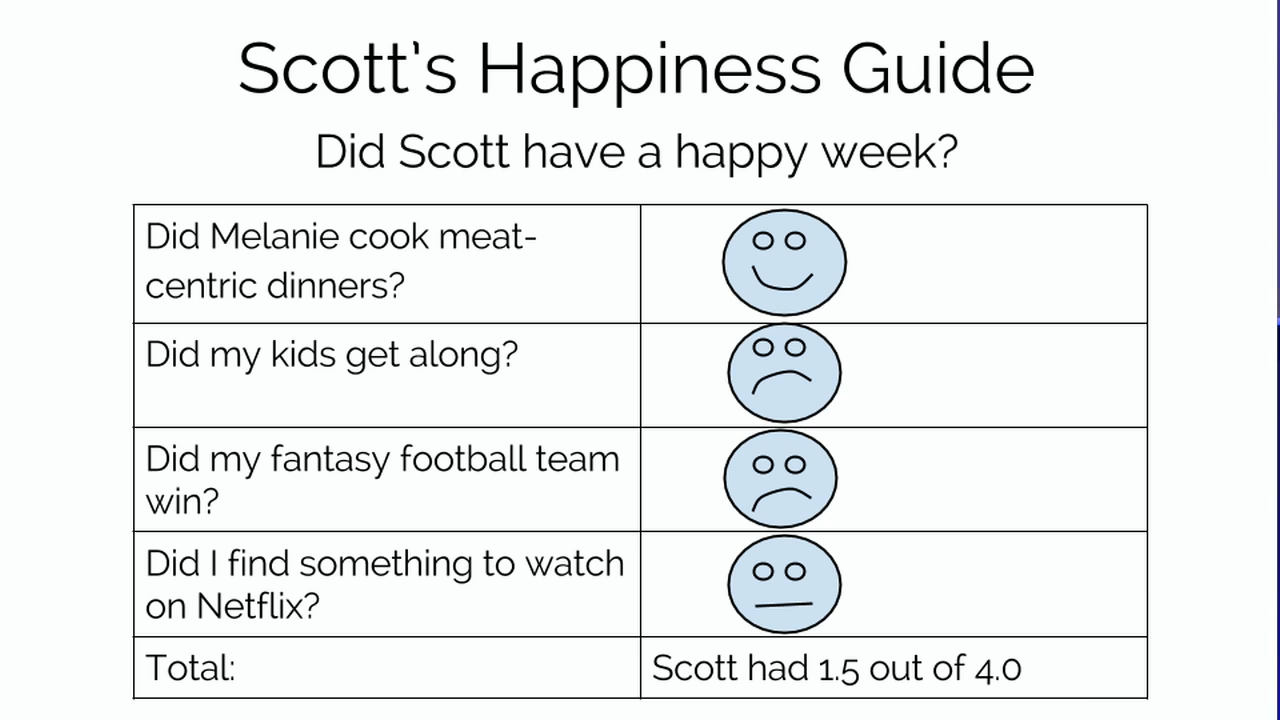 Scott's Happiness Guide
Did Scott have a happy week?
Did Melanie cook meat-
centric dinners?
Did my kids get along?
Did my fantasy football team
win?
Did I find something to watch
on Netflix?
Total:
Scott had 1.5 out of 4.0